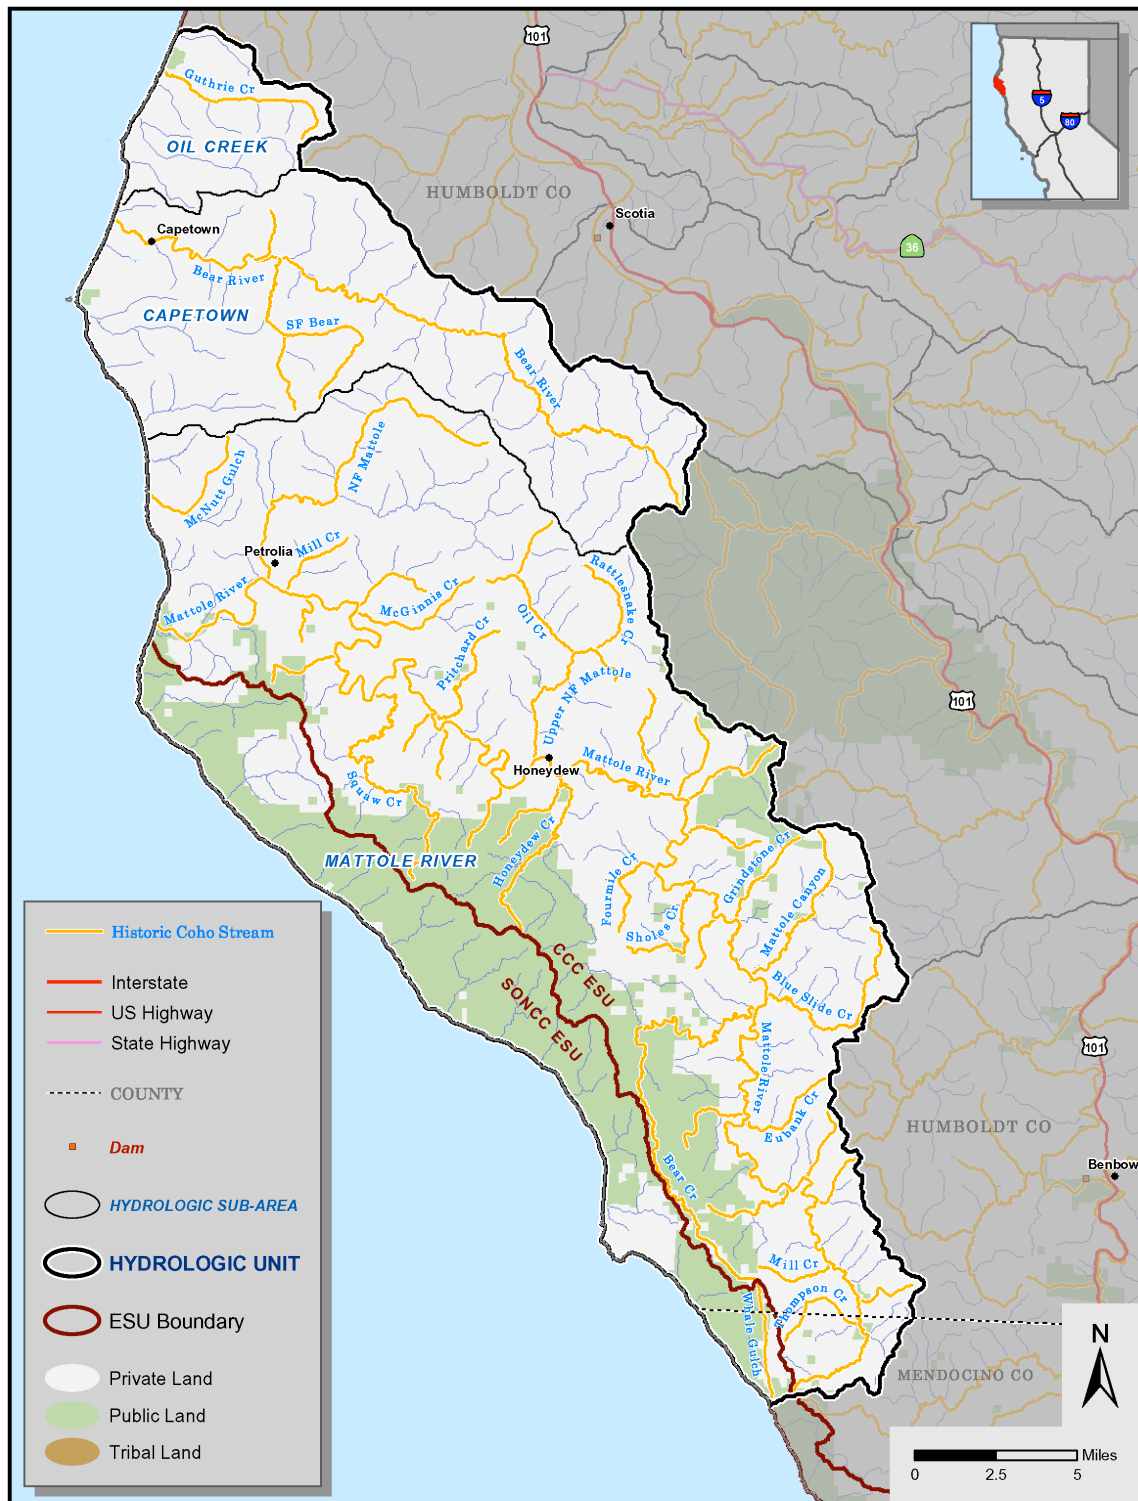 101
5
80
Guthrie Cr
OIL CREEK
HUMBOLDT CO
Scotia
36
Capetown
Bear River
CAPETOWN
SF Bear
Bear River
NF Mattole
McNutt Gulch
Petrolia
Mill Cr
Rattlesnake Cr
Mattole River
McGinnis Cr
Oil Cr
Pritchard Cr
Upper NF Mattole
101
Honeydew
Mattole River
Squaw Cr
MATTOLE RIVER
Honeydew Cr
Grindstone Cr
Fourmile Cr
Mattole Canyon
Sholes Cr
CCC ESU
SONCC ESU
Blue Slide Cr
Mattole River
101
Eubank Cr
HUMBOLDT CO
Benbow
Bear Cr
Mill Cr
Thompson Cr
Whale Gulch
MENDOCINO CO
Historic Coho Stream
Interstate
US Highway
State Highway
COUNTY
Dam
HYDROLOGIC SUB-AREA
HYDROLOGIC UNIT
ESU Boundary
Private Land
Public Land
Tribal Land
N
Miles
0 2.5 5